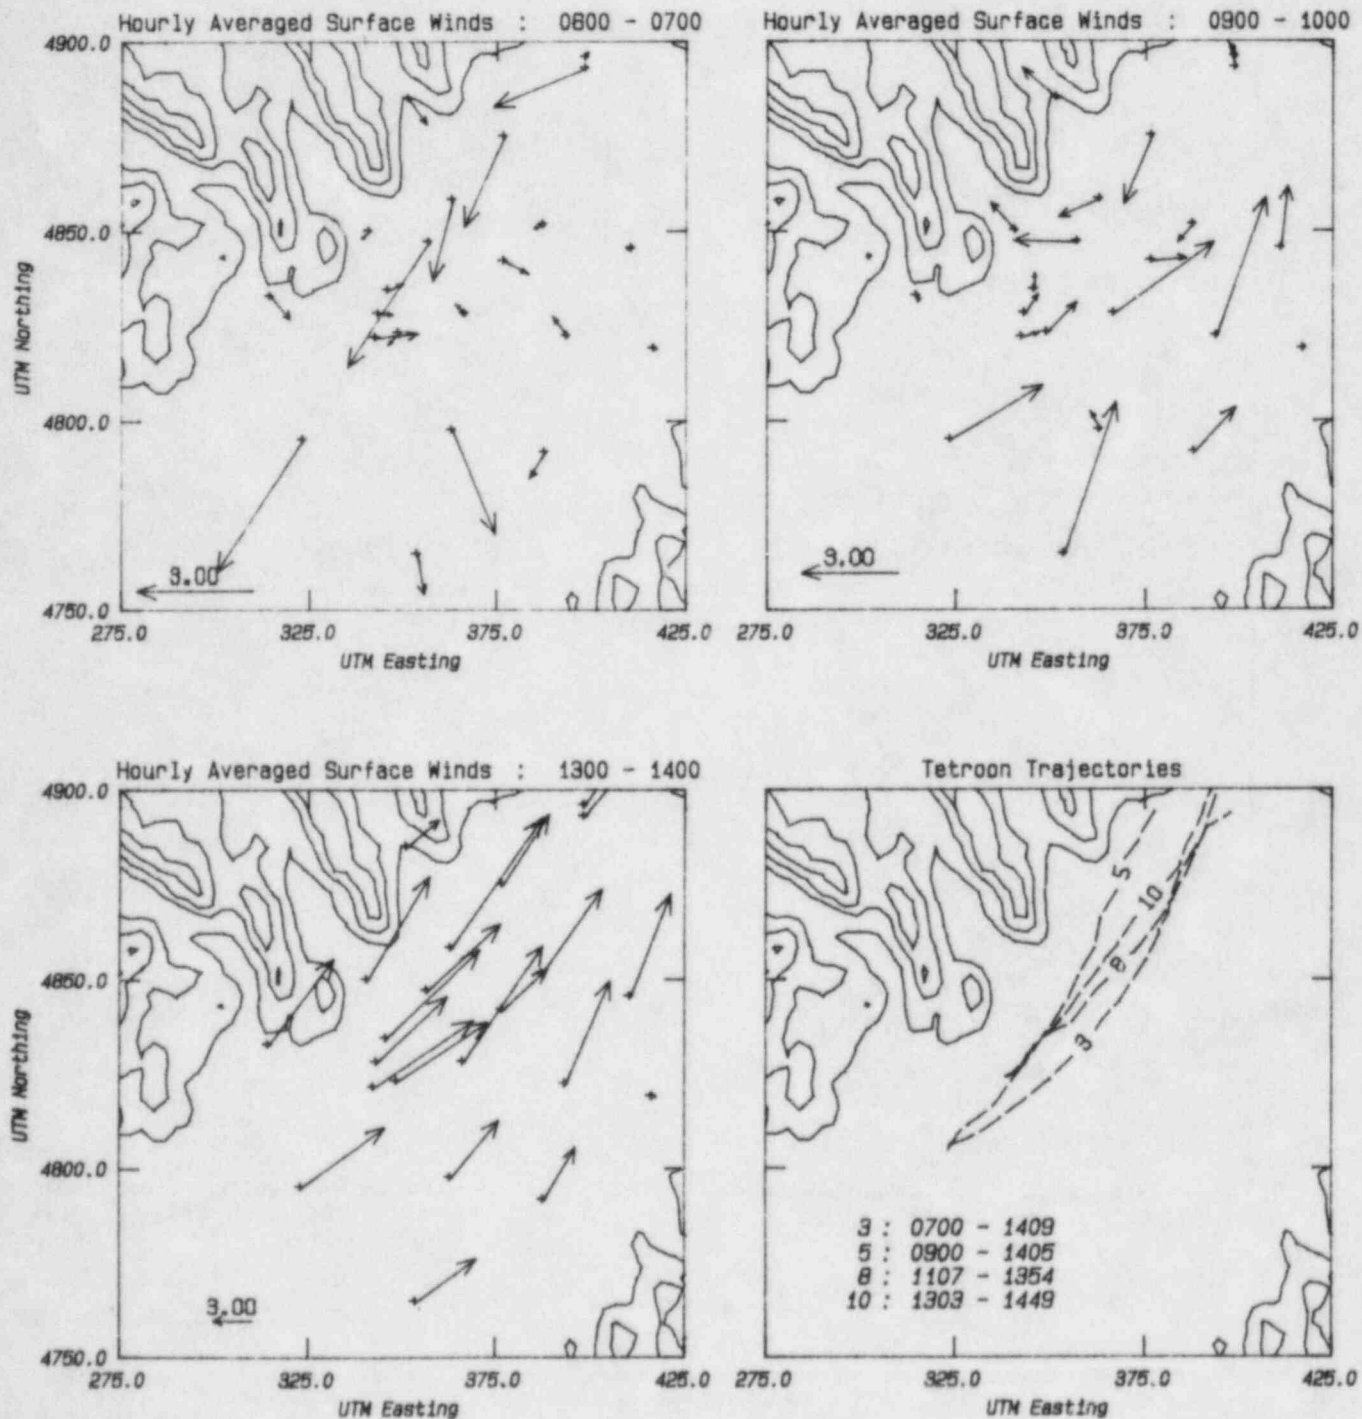 Hourly Averaged Surface Winds : 0800 - 0700
4900.0
4850.0
4800.0
4750.0
UTM Northing
3.00
275.0 325.0 375.0 425.0
UTM Easting
Hourly Averaged Surface Winds : 0900 - 1000
3.00
275.0 325.0 375.0 425.0
UTM Easting
Hourly Averaged Surface Winds : 1300 - 1400
4900.0
4850.0
4800.0
4750.0
UTM Northing
3.00
275.0 325.0 375.0 425.0
UTM Easting
Tetroon Trajectories
5
10
8
3
3 : 0700 - 1409
5 : 0900 - 1405
8 : 1107 - 1354
10 : 1303 - 1449
275.0 325.0 375.0 425.0
UTM Easting